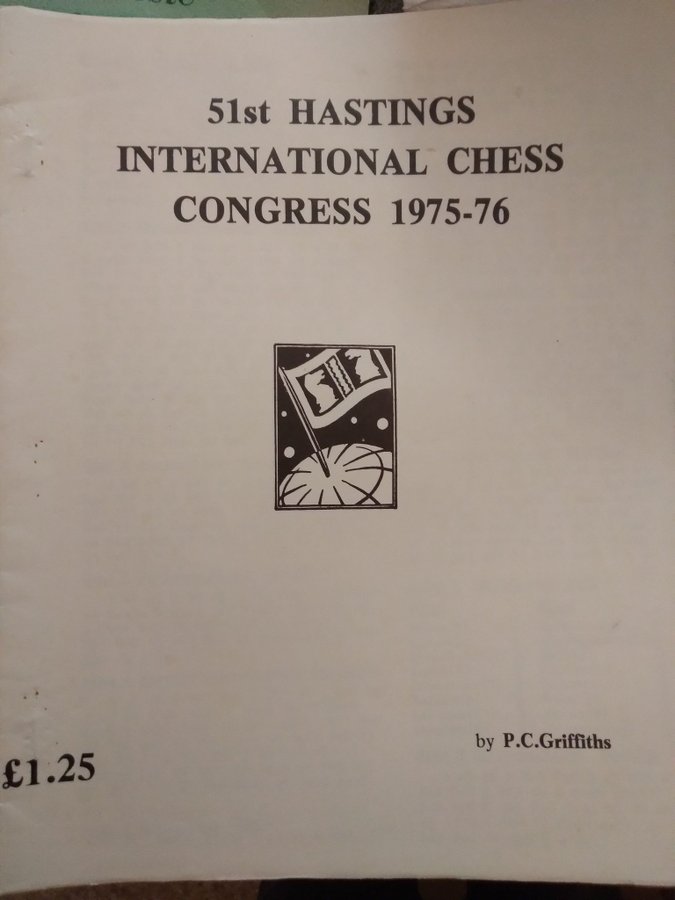 51st HASTINGS
INTERNATIONAL CHESS
CONGRESS 1975-76
by P.C.Griffiths
£1.25